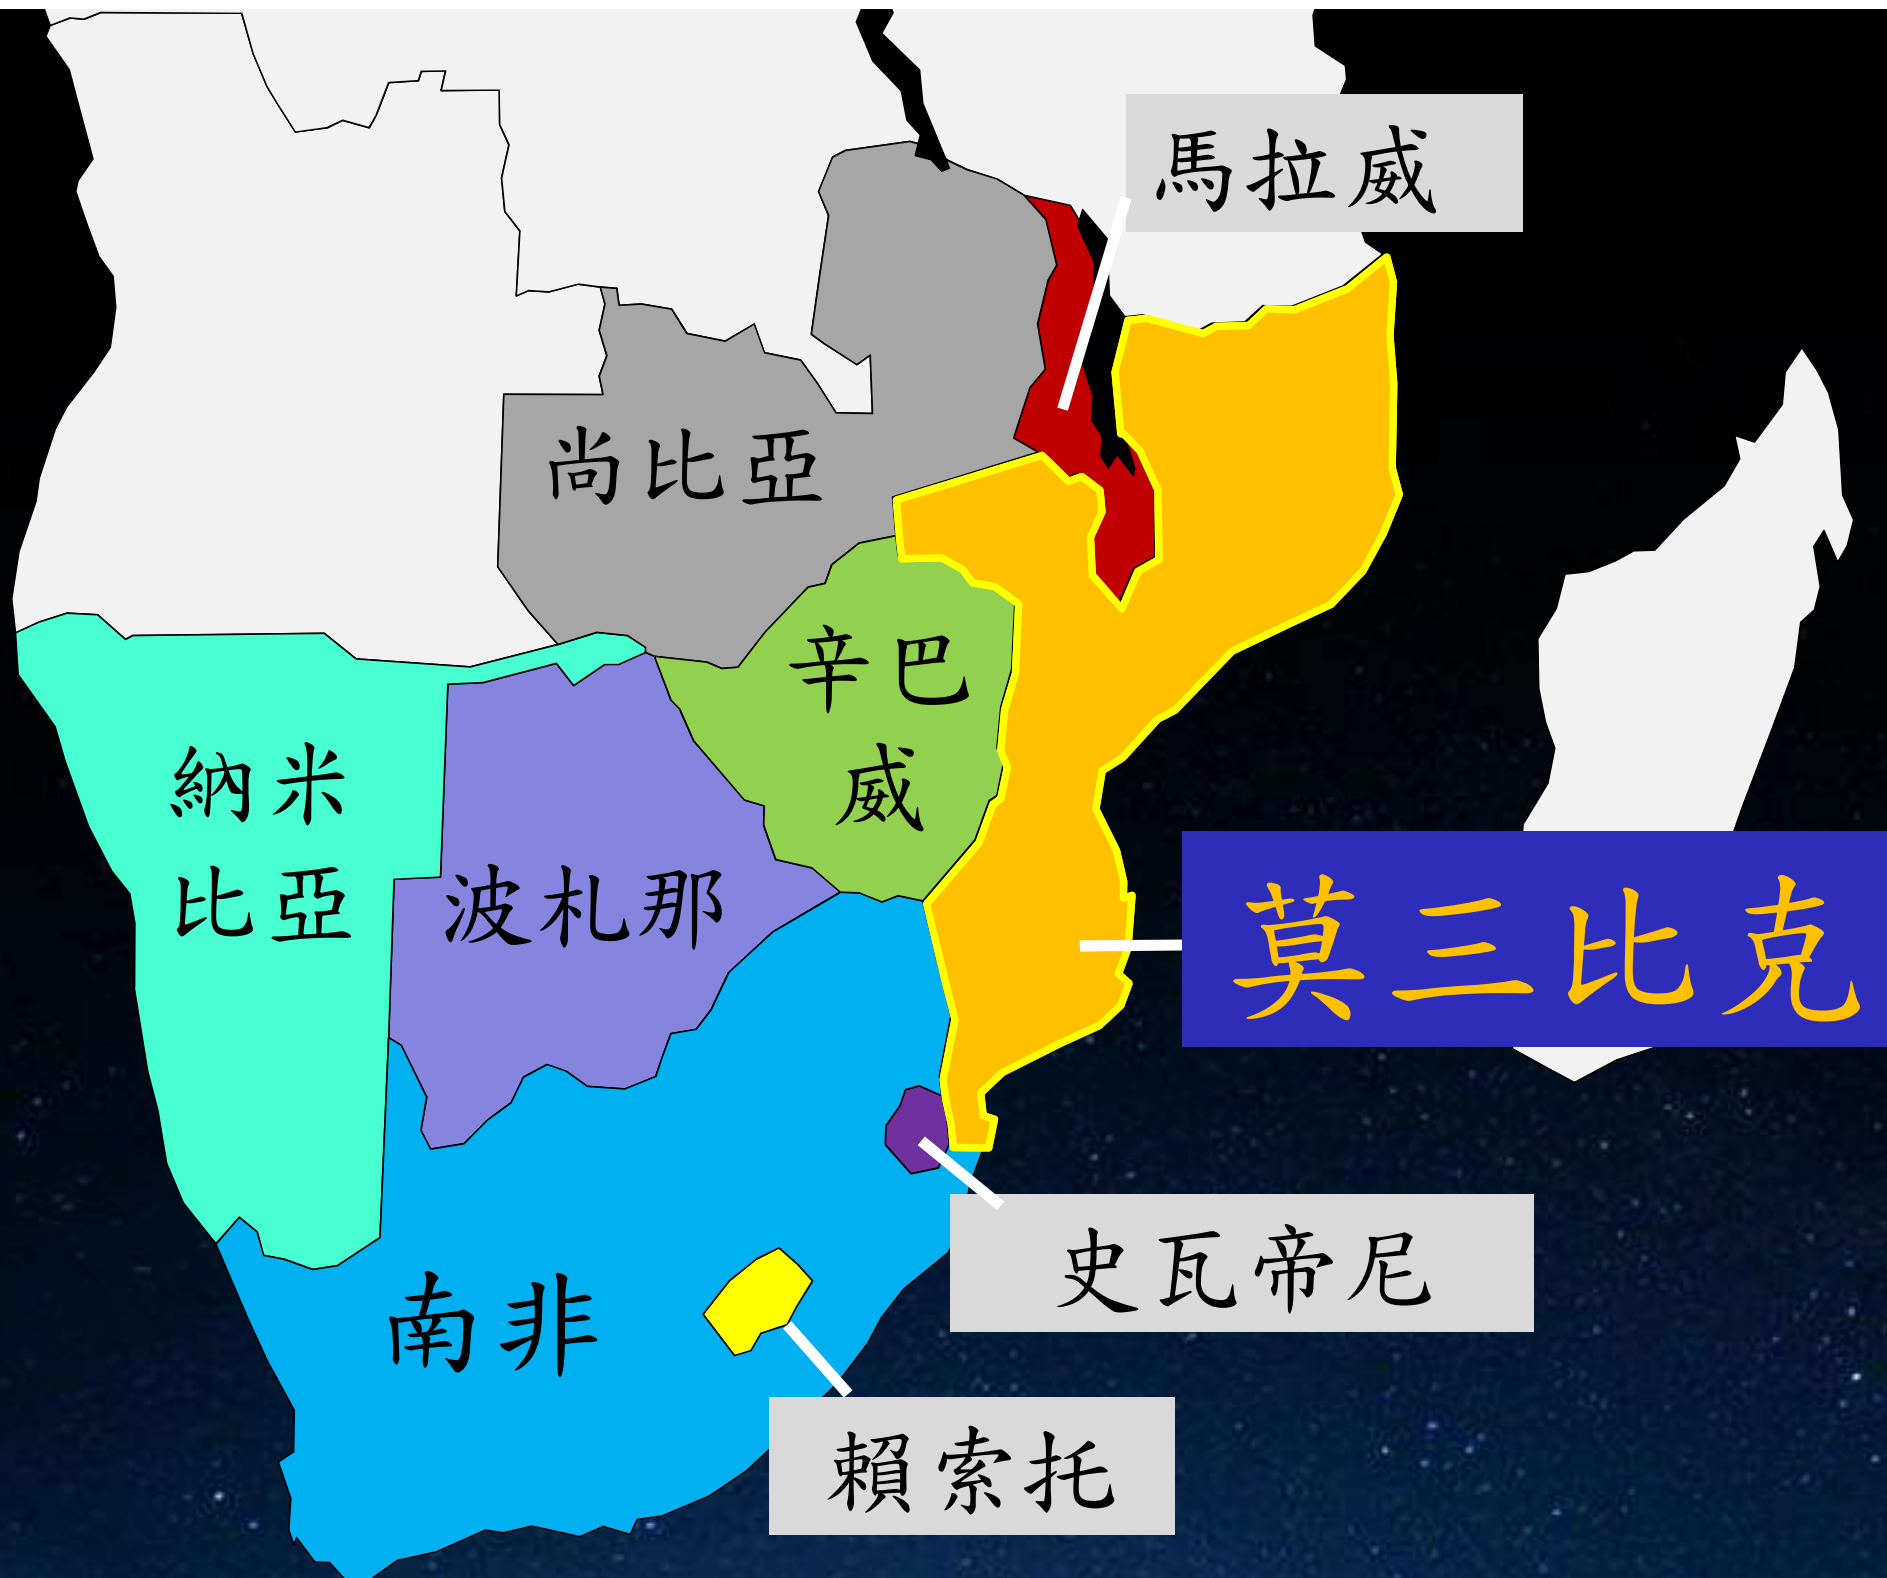 馬拉威
尚比亞
辛巴
威
納米
比亞
波札那
莫三比克
史瓦帝尼
南非
賴索托